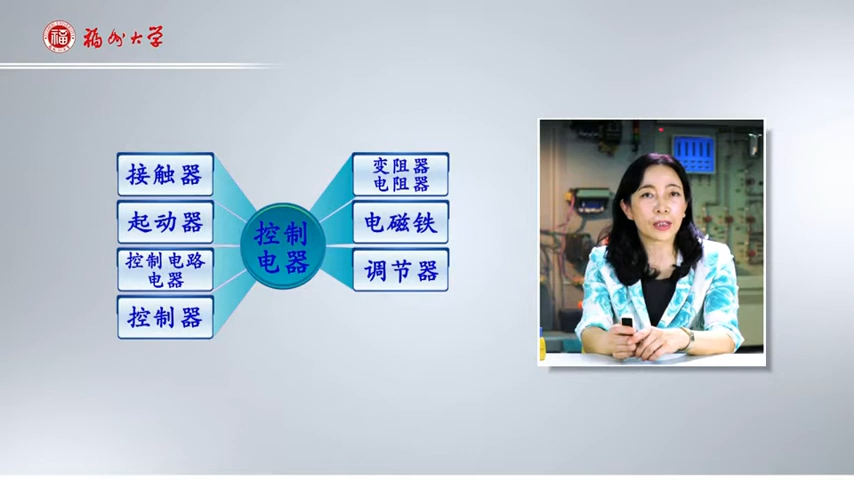 福
福州大学
接触器
起动器
控制电路
电器
控制器
控制
电器
变阻器
电阻器
电磁铁
调节器